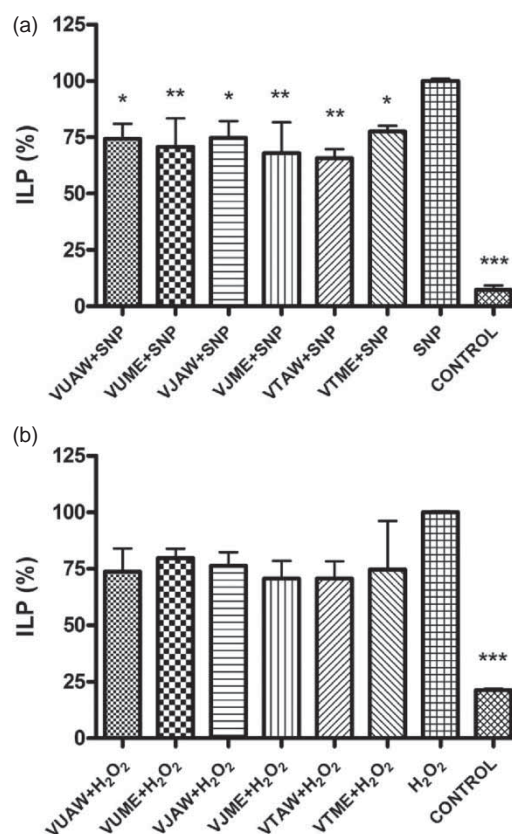 (a)
125
100
75
50
25
0
ILP (%)
* ** * ** ** * ***
VUAW+SNP
VUME+SNP
VJAW+SNP
VJME+SNP
VTAW+SNP
VTME+SNP
SNP
CONTROL
(b)
125
100
75
50
25
0
ILP (%)
***
VUAW+H₂O₂
VUME+H₂O₂
VJAW+H₂O₂
VJME+H₂O₂
VTAW+H₂O₂
VTME+H₂O₂
H₂O₂
CONTROL